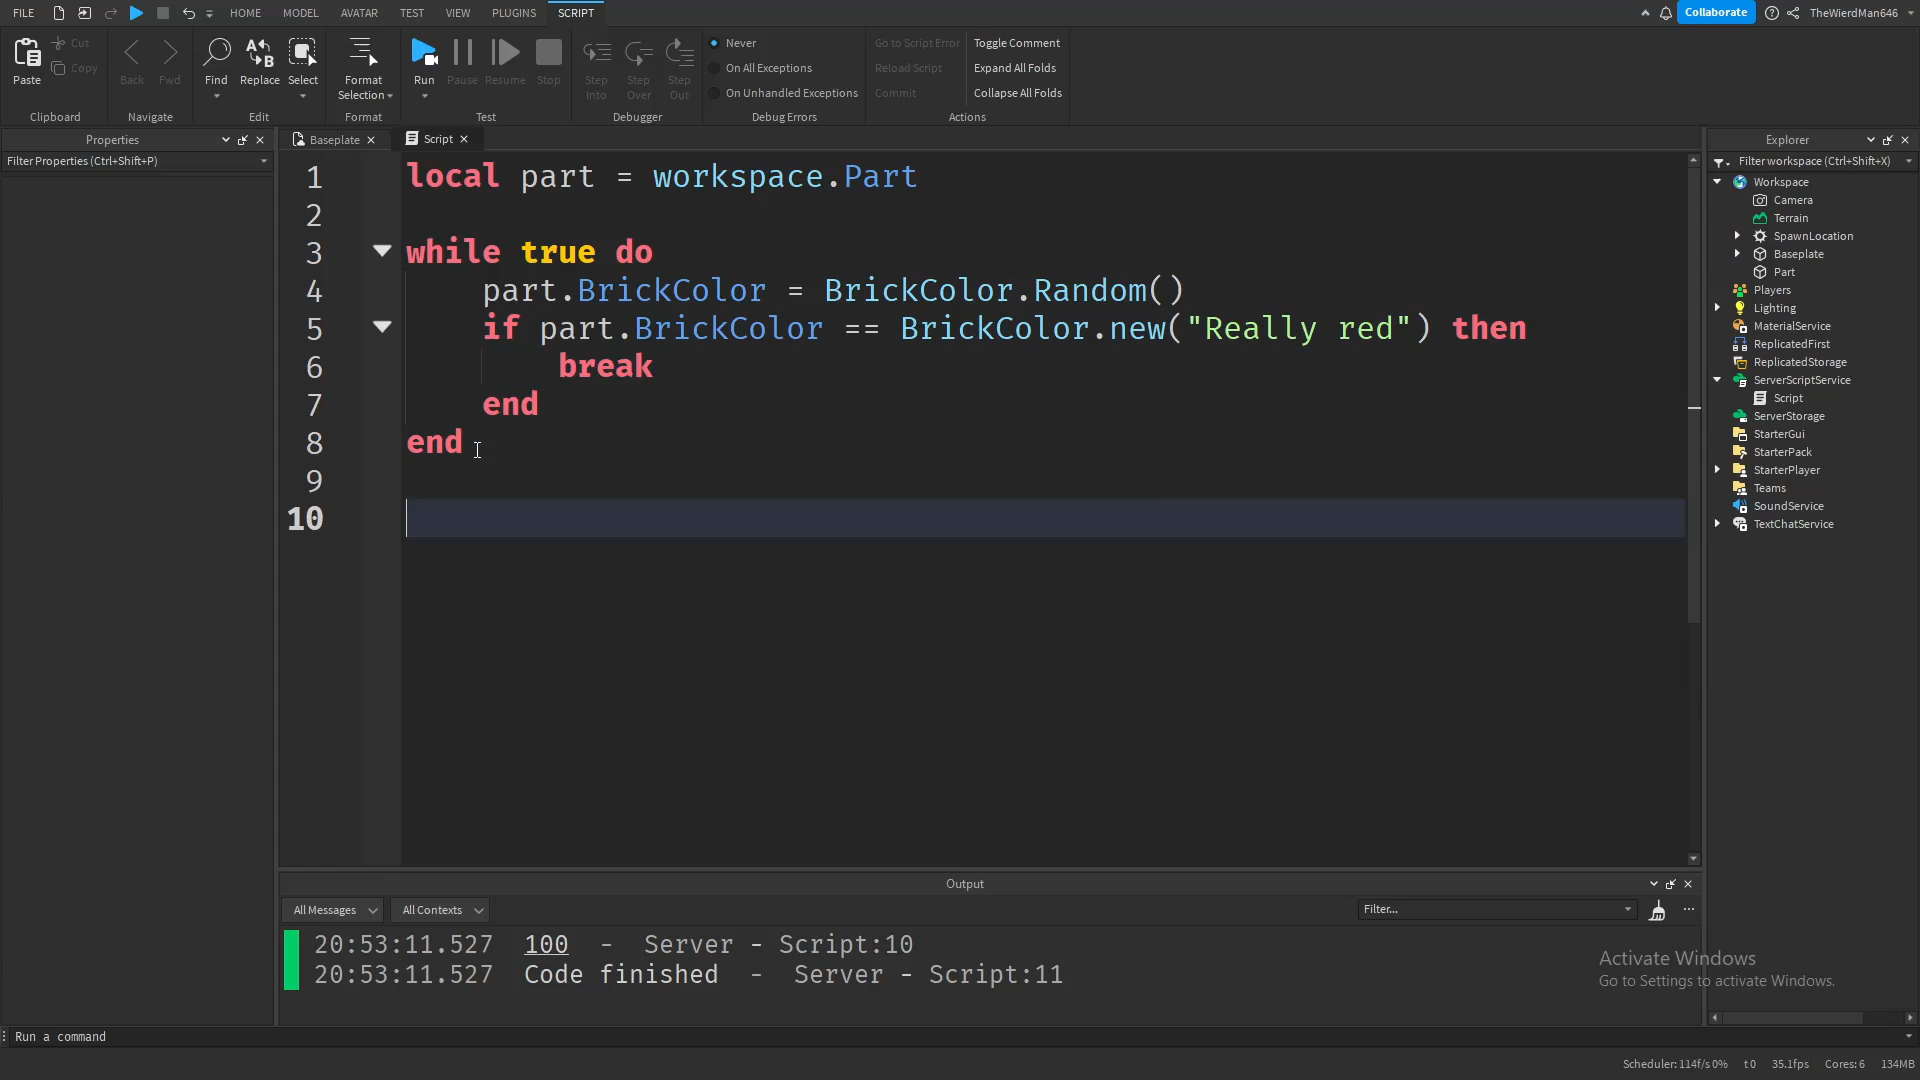 FILE HOME MODEL AVATAR TEST VIEW PLUGINS SCRIPT Collaborate TheWierdMan646
Paste Cut Copy Back Fwd Find Replace Select Format Selection Run Pause Resume Stop Step Into Step Over Step Out
Never Go to Script Error Toggle Comment
On All Exceptions Reload Script Expand All Folds
On Unhandled Exceptions Commit Collapse All Folds
Clipboard Navigate Edit Format Test Debugger Debug Errors Actions
Properties
Filter Properties (Ctrl+Shift+P)
Baseplate Script
1 local part = workspace.Part
2
3 while true do
4 part.BrickColor = BrickColor.Random()
5 if part.BrickColor == BrickColor.new("Really red") then
6 break
7 end
8 end
9
10
Explorer
Filter workspace (Ctrl+Shift+X)
Workspace
Camera
Terrain
SpawnLocation
Baseplate
Part
Players
Lighting
MaterialService
ReplicatedFirst
ReplicatedStorage
ServerScriptService
Script
ServerStorage
StarterGui
StarterPack
StarterPlayer
Teams
SoundService
TextChatService
Output
All Messages All Contexts Filter...
20:53:11.527 100 - Server - Script:10
20:53:11.527 Code finished - Server - Script:11
Activate Windows
Go to Settings to activate Windows.
Run a command
Scheduler: 114f/s 0% t 0 35.1fps Cores: 6 134MB